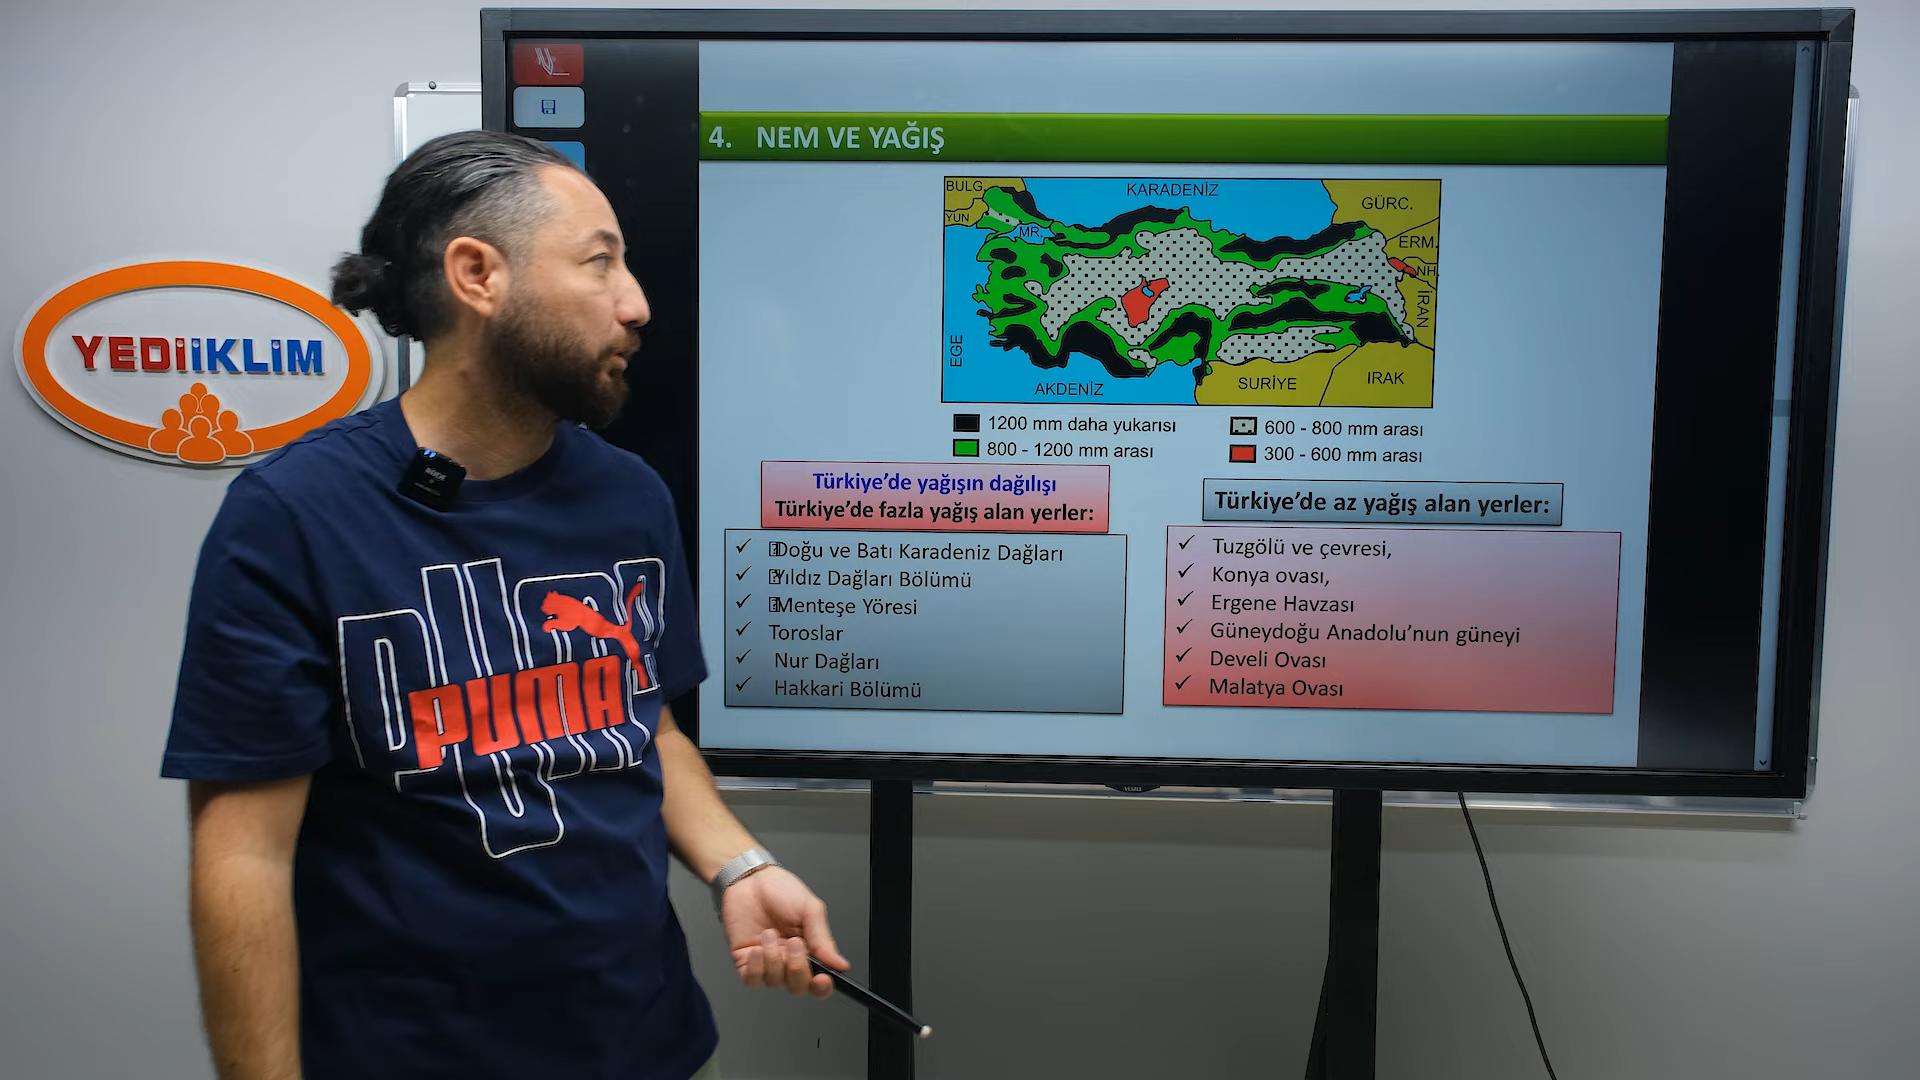 4. NEM VE YAĞIŞ
BULG.
KARADENİZ
GÜRC.
YUN
MR.
ERM.
NH.
İRAN
EGE
AKDENİZ
SURİYE
IRAK
1200 mm daha yukarısı
600 - 800 mm arası
800 - 1200 mm arası
300 - 600 mm arası
Türkiye’de yağışın dağılışı
Türkiye’de fazla yağış alan yerler:
Türkiye’de az yağış alan yerler:
✓ Doğu ve Batı Karadeniz Dağları
✓ Yıldız Dağları Bölümü
✓ Menteşe Yöresi
✓ Toroslar
✓ Nur Dağları
✓ Hakkari Bölümü
✓ Tuzgölü ve çevresi,
✓ Konya ovası,
✓ Ergene Havzası
✓ Güneydoğu Anadolu’nun güneyi
✓ Develi Ovası
✓ Malatya Ovası
YEDİİKLİM
PUMA